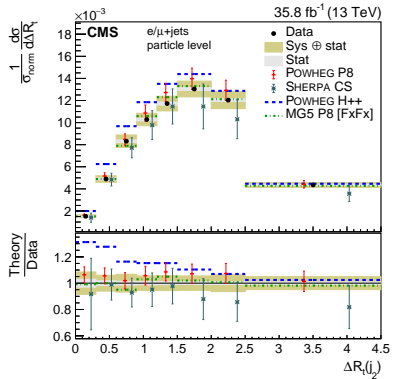 35.8 fb⁻¹ (13 TeV)
×10⁻³
CMS e/μ+jets
particle level
Data
Sys ⊕ stat
Stat
POWHEG P8
SHERPA CS
POWHEG H++
MG5 P8 [FxFx]
1/σnorm dσ/dΔRt
18
16
14
12
10
8
6
4
2
Theory/Data
1.4
1.2
1
0.8
0.6
0 0.5 1 1.5 2 2.5 3 3.5 4 4.5
ΔRt(j2)